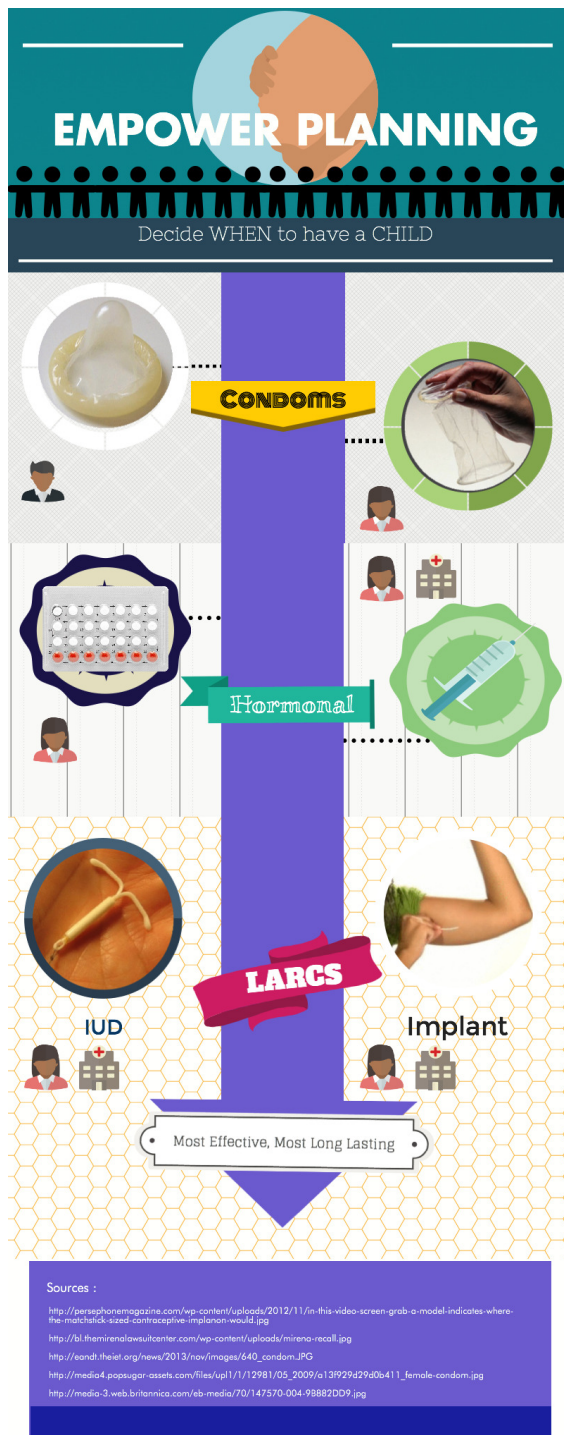 EMPOWER PLANNING
Decide WHEN to have a CHILD
CONDOMS
Hormonal
LARCS
IUD
Implant
Most Effective, Most Long Lasting
Sources :
http://persephonemagazine.com/wp-content/uploads/2012/11/in-this-video-screen-grab-a-model-indicates-where-
the-matchstick-sized-contraceptive-implanon-would.jpg
http://bl.themirenalawsuitcenter.com/wp-content/uploads/mirena-recall.jpg
http://eandt.theiet.org/news/2013/nov/images/640_condom.JPG
http://media4.popsugar-assets.com/files/upl1/1/12981/05_2009/a13f929d29d0b411_female-condom.jpg
http://media-3.web.britannica.com/eb-media/70/147570-004-9B882DD9.jpg